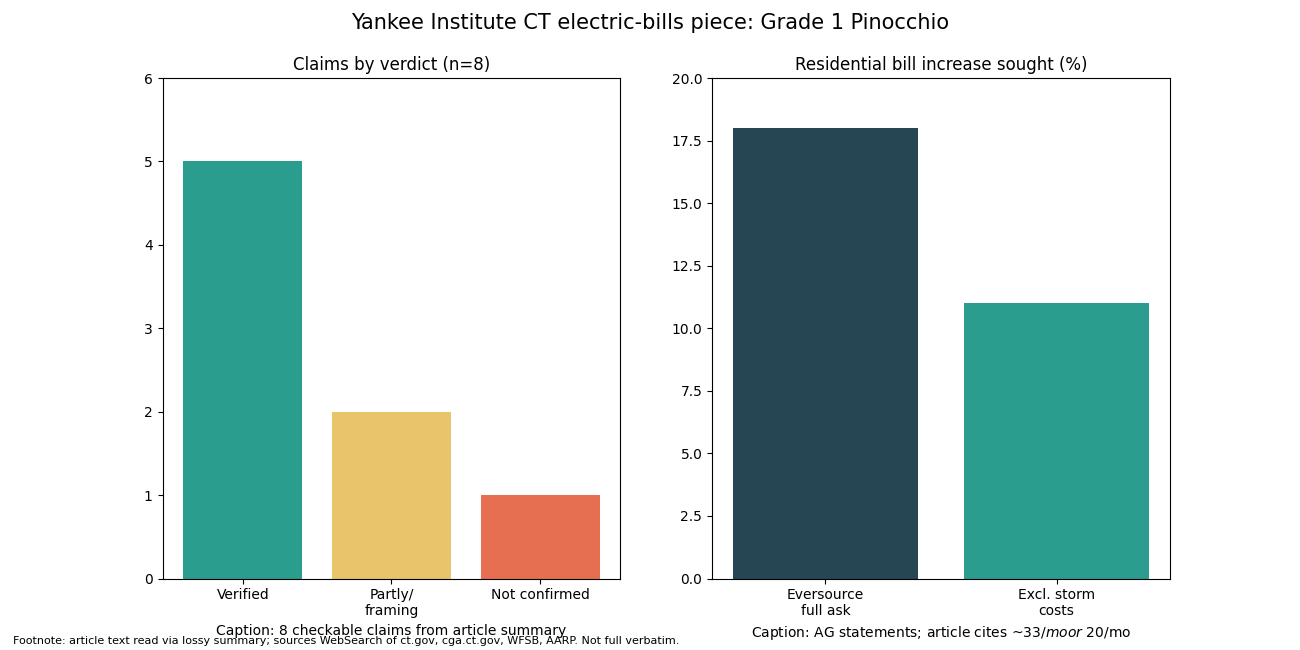 Yankee Institute CT electric-bills piece: Grade 1 Pinocchio
Claims by verdict (n=8)
6
5
4
3
2
1
0
Verified
Partly/
framing
Not confirmed
Caption: 8 checkable claims from article summary
Residential bill increase sought (%)
20.0
17.5
15.0
12.5
10.0
7.5
5.0
2.5
0.0
Eversource
full ask
Excl. storm
costs
Caption: AG statements; article cites ~33/moor 20/mo
Footnote: article text read via lossy summary; sources WebSearch of ct.gov, cga.ct.gov, WFSB, AARP. Not full verbatim.